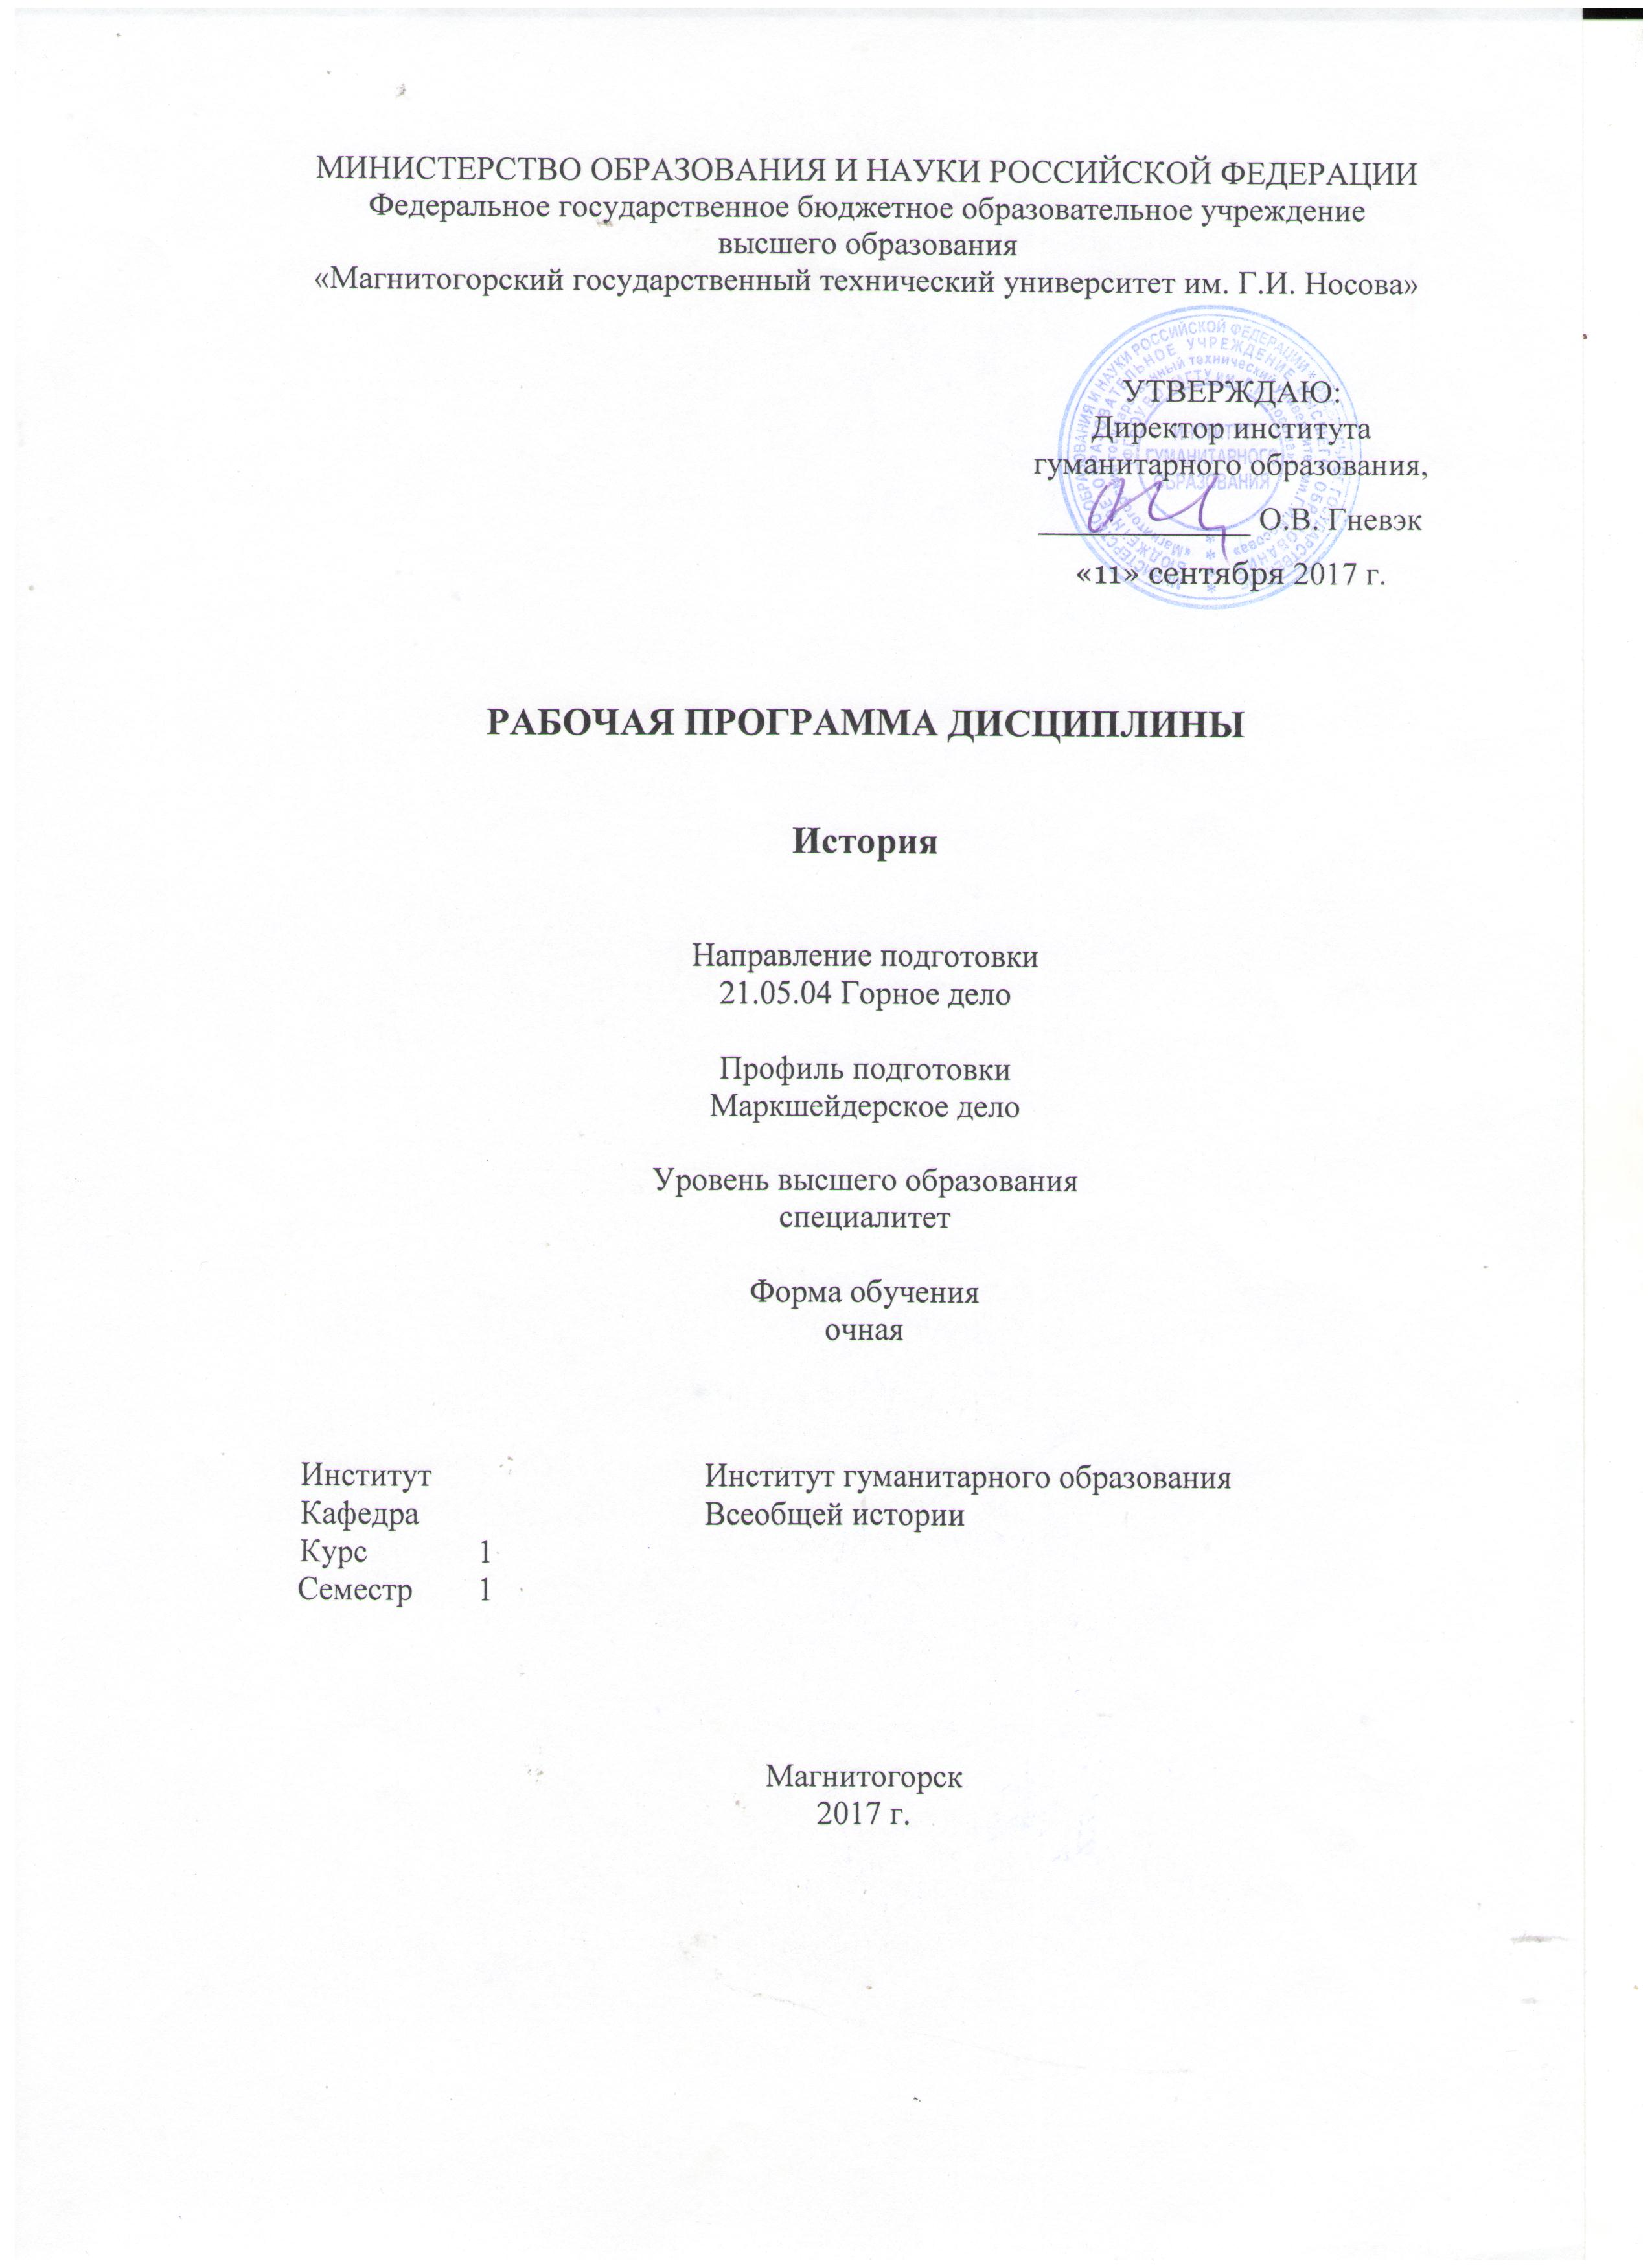 МИНИСТЕРСТВО ОБРАЗОВАНИЯ И НАУКИ РОССИЙСКОЙ ФЕДЕРАЦИИ
Федеральное государственное бюджетное образовательное учреждение
высшего образования
«Магнитогорский государственный технический университет им. Г.И. Носова»
УТВЕРЖДАЮ:
Директор института
гуманитарного образования,
О.В. Гневэк
«11» сентября 2017 г.
ГУМАНИТАРНОГО
ОБРАЗОВАНИЯ
РАБОЧАЯ ПРОГРАММА ДИСЦИПЛИНЫ
История
Направление подготовки
21.05.04 Горное дело
Профиль подготовки
Маркшейдерское дело
Уровень высшего образования
специалитет
Форма обучения
очная
Институт Институт гуманитарного образования
Кафедра Всеобщей истории
Курс 1
Семестр 1
Магнитогорск
2017 г.